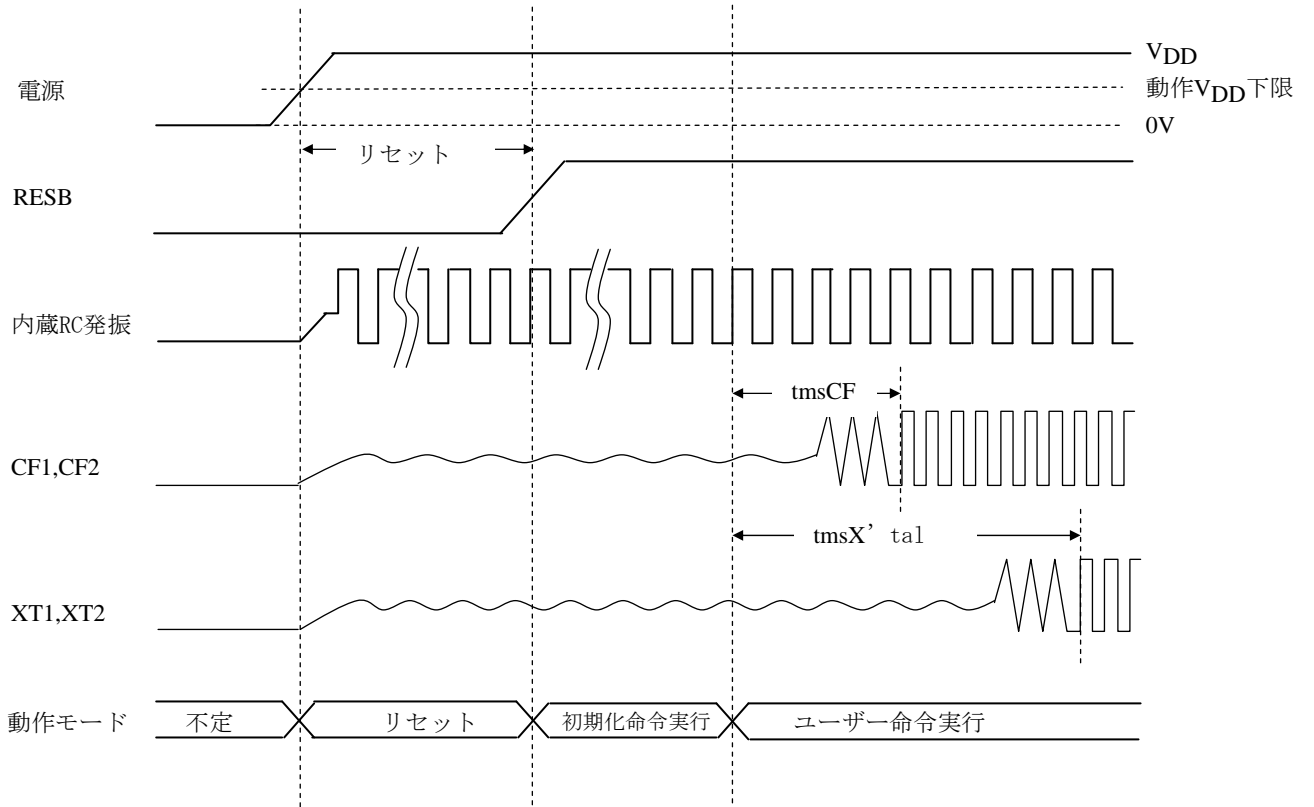 VDD
電源
動作VDD下限
0V
リセット
RESB
内蔵RC発振
tmsCF
CF1,CF2
tmsX’tal
XT1,XT2
動作モード
不定
リセット
初期化命令実行
ユーザー命令実行